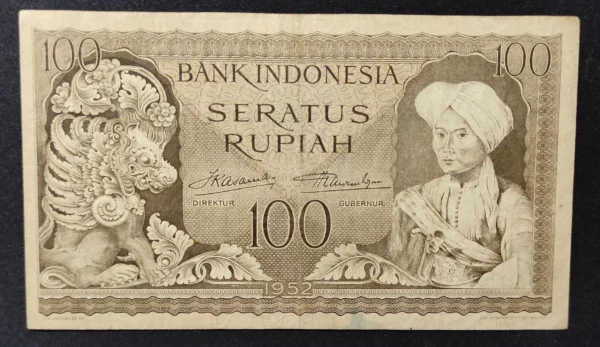 100 100
BANK INDONESIA
SERATUS
RUPIAH
DIREKTUR GUBERNUR
100
1952